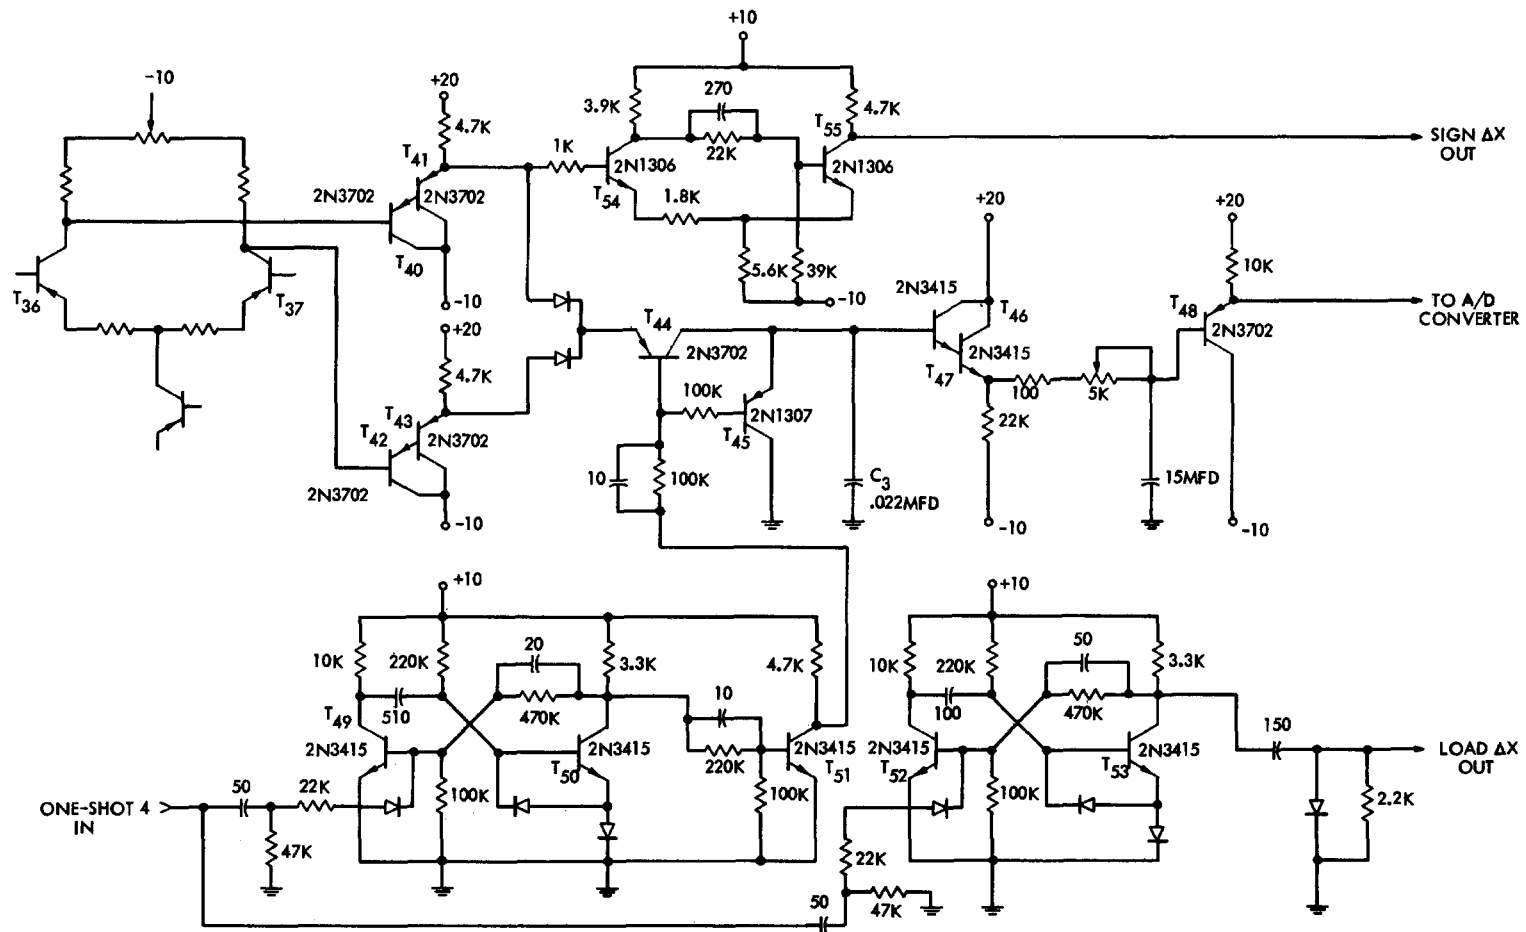 +10
-10
+20
270
3.9K
4.7K
4.7K
T55
SIGN ΔX
OUT
T41
1K
22K
2N1306
2N1306
2N3702
2N3702
T54
1.8K
+20
+20
T40
5.6K
39K
10K
2N3415
T36
T37
-10
-10
T46
T48
TO A/D
CONVERTER
+20
T44
2N3702
2N3702
2N3415
4.7K
T47
100
5K
100K
T43
2N1307
22K
T42
2N3702
T45
10
100K
C3
.022MFD
15MFD
2N3702
-10
-10
-10
+10
+10
20
50
10K
220K
3.3K
4.7K
10K
220K
3.3K
510
470K
10
100
470K
T49
150
2N3415
2N3415
2N3415
2N3415
2N3415
LOAD ΔX
OUT
T50
220K
T51
T52
T53
50
22K
100K
100K
100K
2.2K
ONE-SHOT 4
IN
47K
22K
50
47K